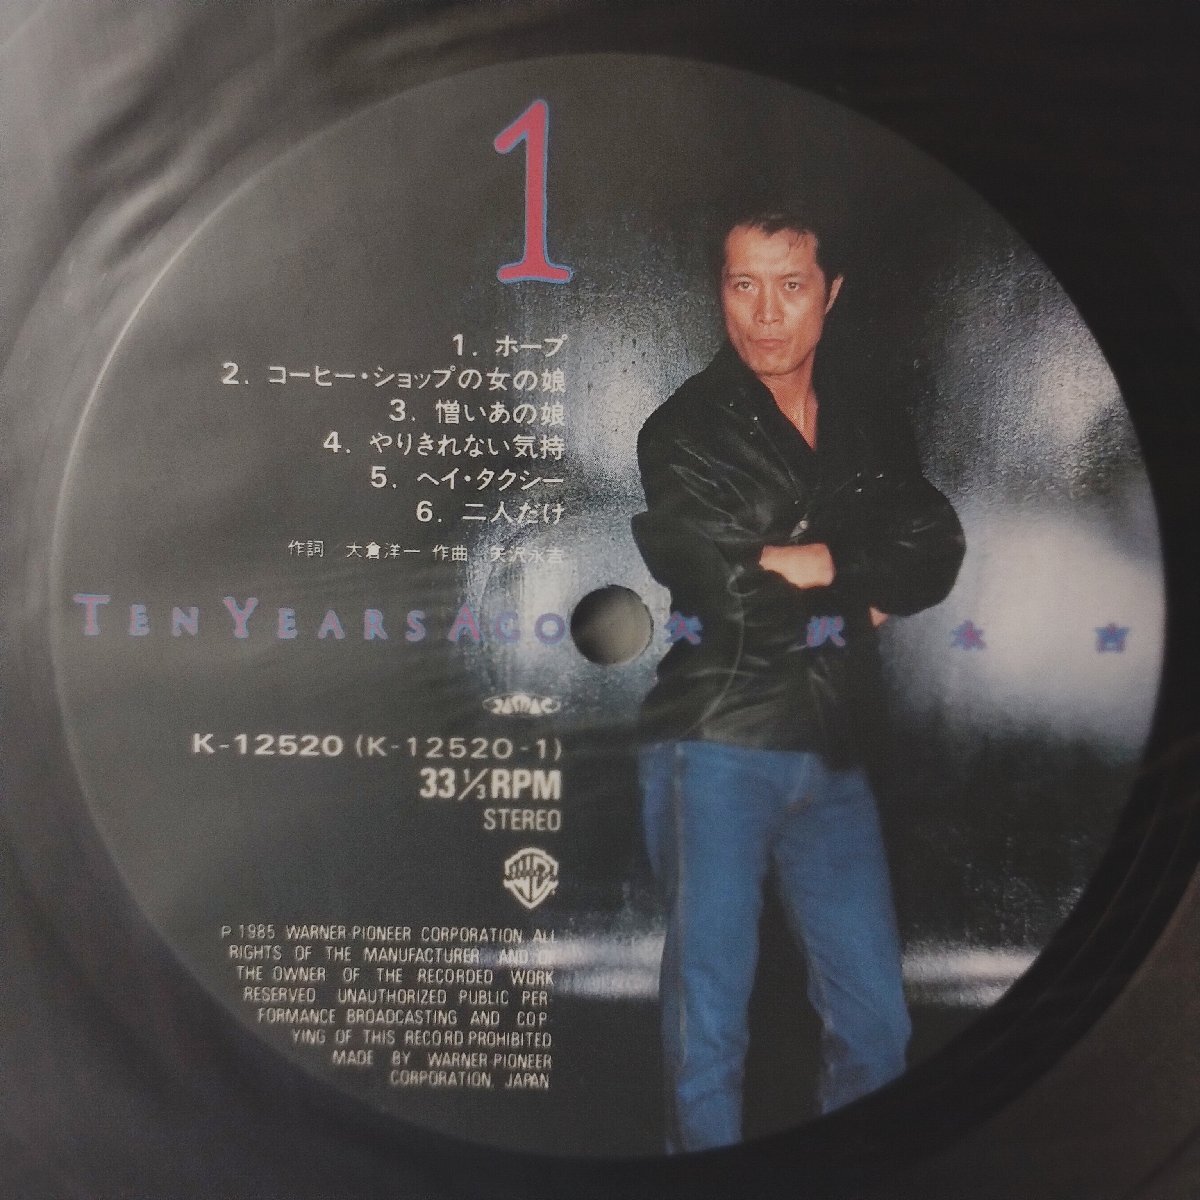 1
1. ホープ
2. コーヒー・ショップの女の娘
3. 憎いあの娘
4. やりきれない気持
5. ヘイ・タクシー
6. 二人だけ
作詞 大倉洋一 作曲 矢沢永吉
TEN YEARS AGO 矢沢永吉
K-12520 (K-12520-1)
33 1/3 RPM
STEREO
℗ 1985 WARNER-PIONEER CORPORATION, ALL
RIGHTS OF THE MANUFACTURER AND OF
THE OWNER OF THE RECORDED WORK
RESERVED UNAUTHORIZED PUBLIC PER-
FORMANCE BROADCASTING AND COP-
YING OF THIS RECORD PROHIBITED
MADE BY WARNER-PIONEER
CORPORATION, JAPAN